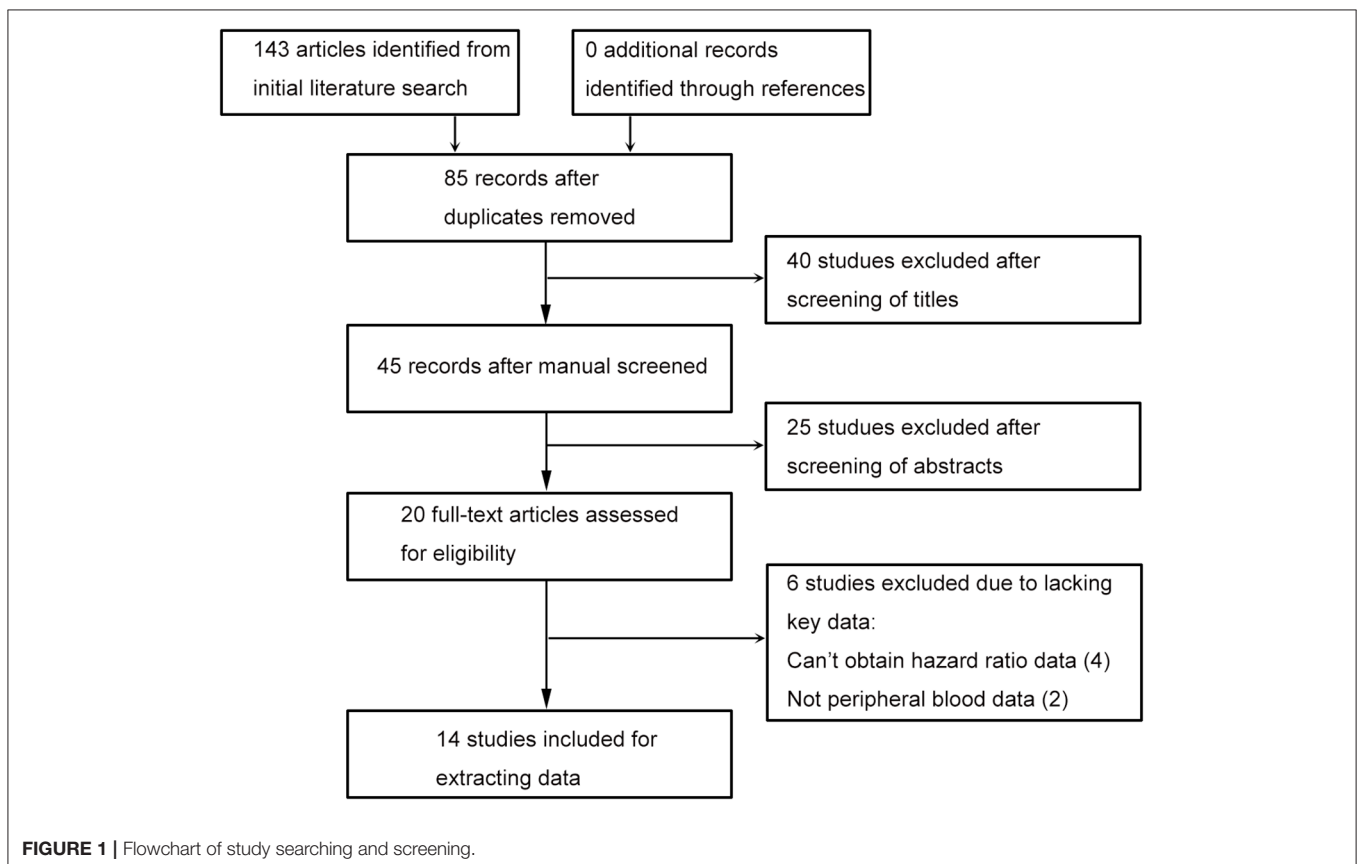 143 articles identified from
initial literature search
0 additional records
identified through references
85 records after
duplicates removed
40 studues excluded after
screening of titles
45 records after manual screened
25 studues excluded after
screening of abstracts
20 full-text articles assessed
for eligibility
6 studies excluded due to lacking
key data:
Can't obtain hazard ratio data (4)
Not peripheral blood data (2)
14 studies included for
extracting data
FIGURE 1 | Flowchart of study searching and screening.